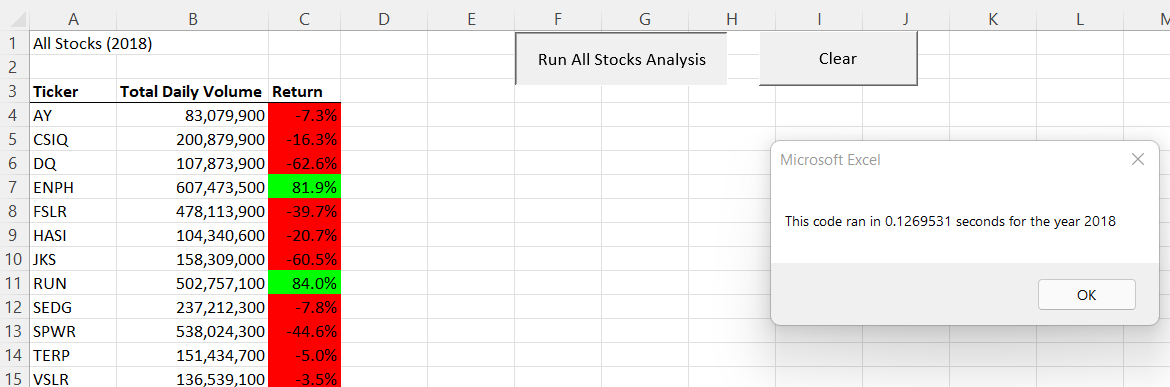 A B C D E F G H I J K L M
1 All Stocks (2018) Run All Stocks Analysis Clear
2
3 Ticker Total Daily Volume Return
4 AY 83,079,900 -7.3%
5 CSIQ 200,879,900 -16.3%
6 DQ 107,873,900 -62.6%
7 ENPH 607,473,500 81.9%
8 FSLR 478,113,900 -39.7%
9 HASI 104,340,600 -20.7%
10 JKS 158,309,000 -60.5%
11 RUN 502,757,100 84.0%
12 SEDG 237,212,300 -7.8%
13 SPWR 538,024,300 -44.6%
14 TERP 151,434,700 -5.0%
15 VSLR 136,539,100 -3.5%
Microsoft Excel
This code ran in 0.1269531 seconds for the year 2018
OK